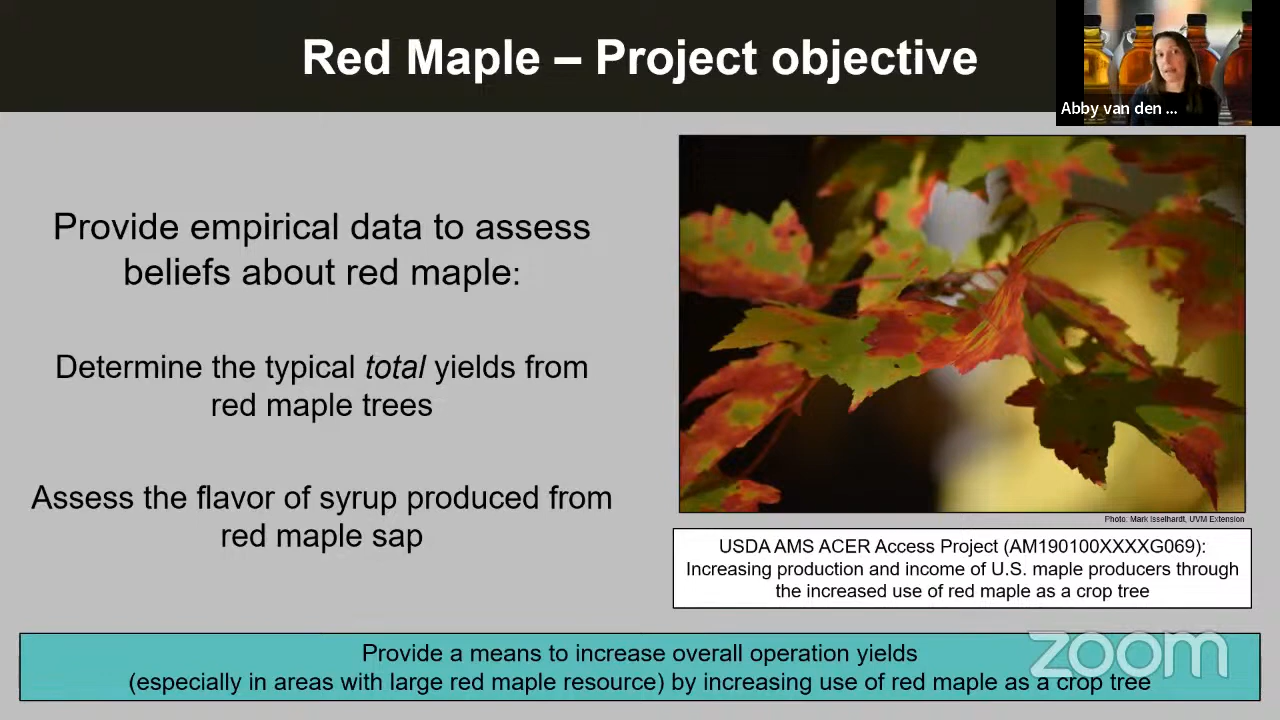 Red Maple – Project objective
Abby van den ...
Provide empirical data to assess
beliefs about red maple:
Determine the typical total yields from
red maple trees
Assess the flavor of syrup produced from
red maple sap
Photo: Mark Isselhardt, UVM Extension
USDA AMS ACER Access Project (AM190100XXXXG069):
Increasing production and income of U.S. maple producers through
the increased use of red maple as a crop tree
Provide a means to increase overall operation yields
(especially in areas with large red maple resource) by increasing use of red maple as a crop tree
zoom